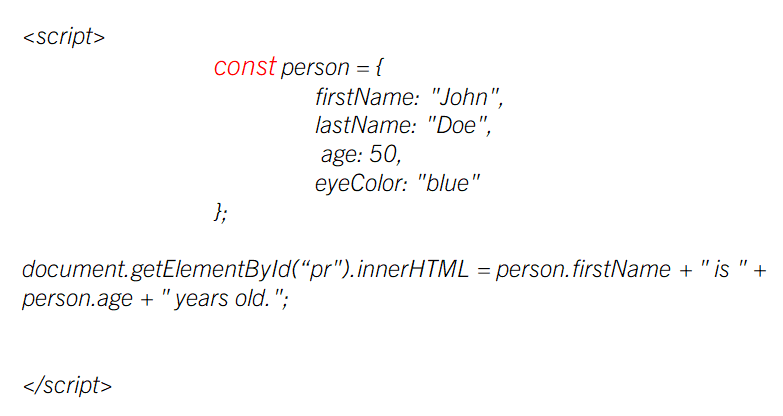 <script>
const person = {
firstName: "John",
lastName: "Doe",
age: 50,
eyeColor: "blue"
};
document.getElementById(“pr").innerHTML = person.firstName + " is " +
person.age + " years old. ";
</script>